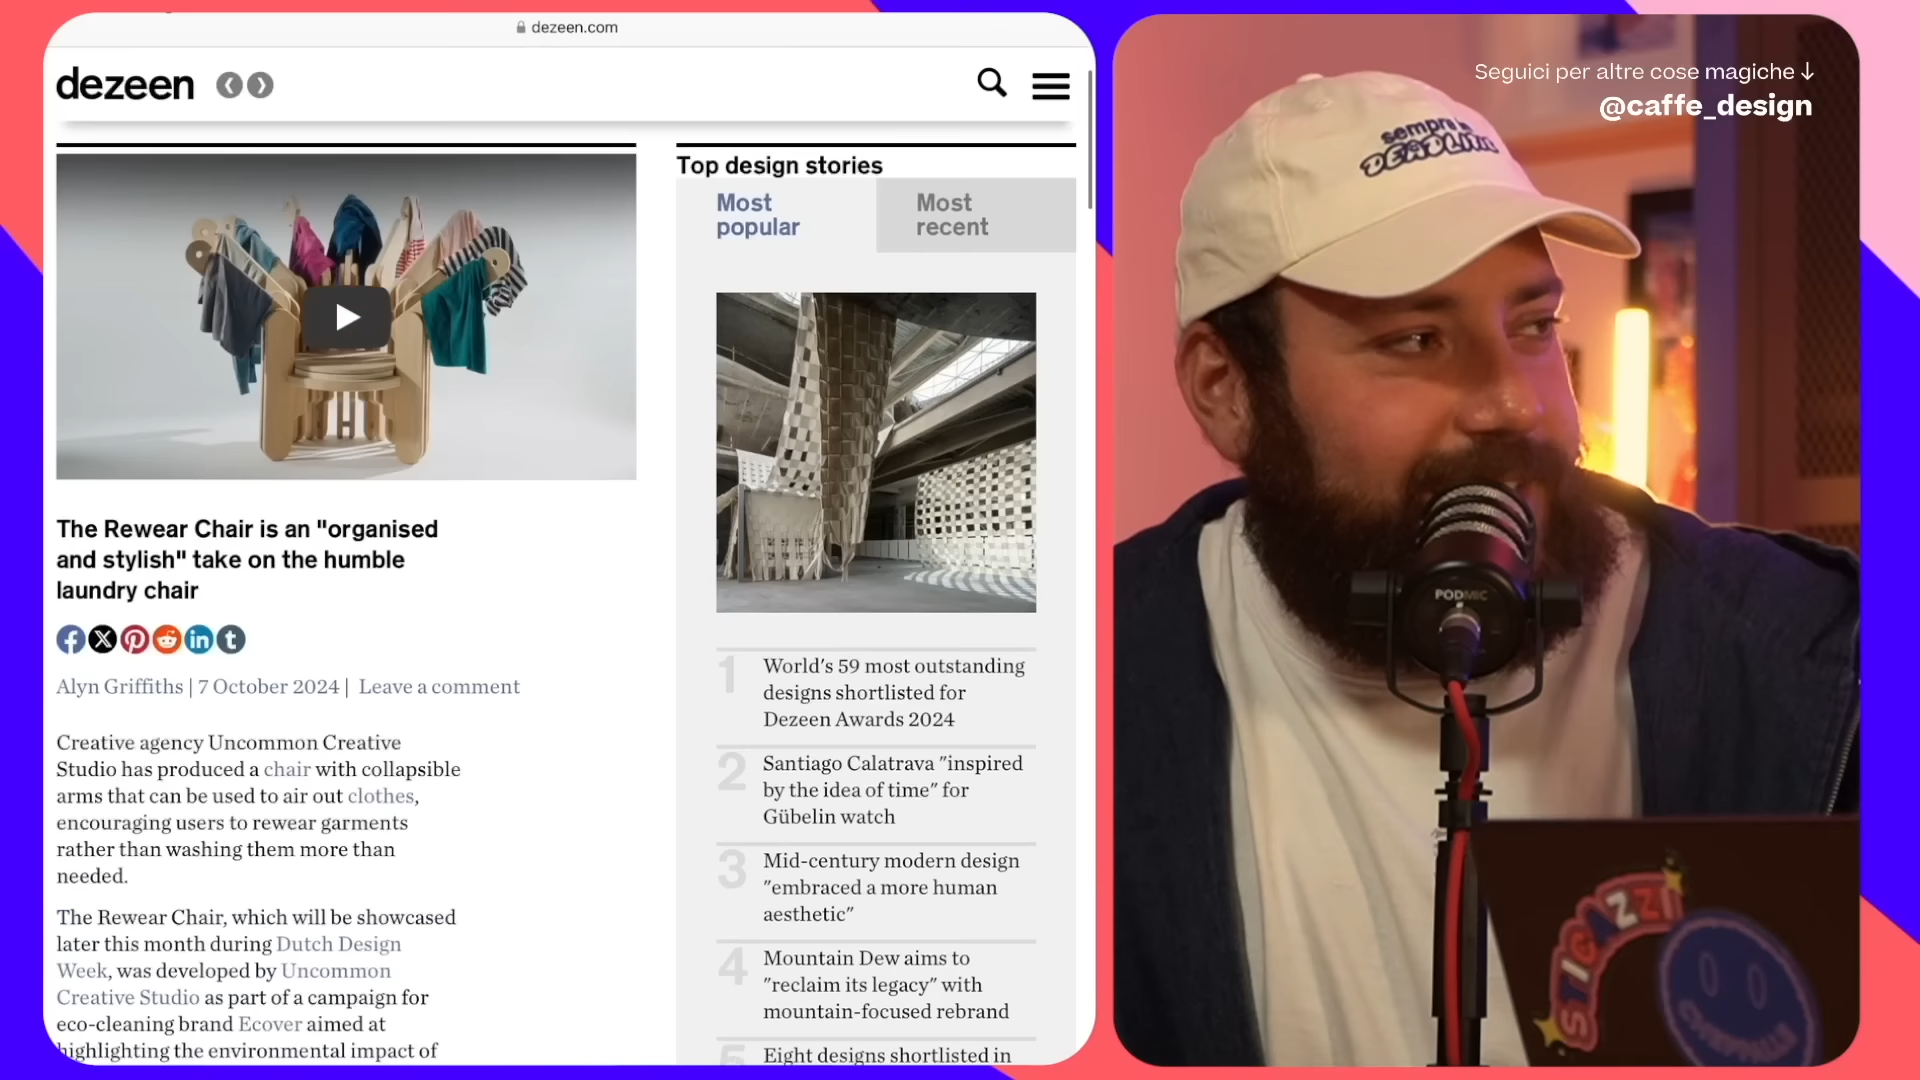 dezeen.com
dezeen
The Rewear Chair is an "organised
and stylish" take on the humble
laundry chair
Alyn Griffiths | 7 October 2024 | Leave a comment
Creative agency Uncommon Creative
Studio has produced a chair with collapsible
arms that can be used to air out clothes,
encouraging users to rewear garments
rather than washing them more than
needed.
The Rewear Chair, which will be showcased
later this month during Dutch Design
Week, was developed by Uncommon
Creative Studio as part of a campaign for
eco-cleaning brand Ecover aimed at
highlighting the environmental impact of
Top design stories
Most
popular
Most
recent
1
World's 59 most outstanding
designs shortlisted for
Dezeen Awards 2024
2
Santiago Calatrava "inspired
by the idea of time" for
Gübelin watch
3
Mid-century modern design
"embraced a more human
aesthetic"
4
Mountain Dew aims to
"reclaim its legacy" with
mountain-focused rebrand
5
Eight designs shortlisted in
Seguici per altre cose magiche ↓
@caffe_design
sempre in
DEADLINE
PODMIC
STIGAZZI